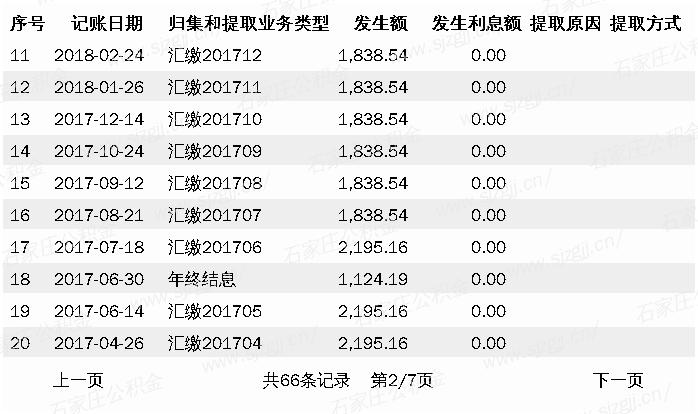 序号 记账日期 归集和提取业务类型 发生额 发生利息额 提取原因 提取方式
11 2018-02-24 汇缴201712 1,838.54 0.00
12 2018-01-26 汇缴201711 1,838.54 0.00
13 2017-12-14 汇缴201710 1,838.54 0.00
14 2017-10-24 汇缴201709 1,838.54 0.00
15 2017-09-12 汇缴201708 1,838.54 0.00
16 2017-08-21 汇缴201707 1,838.54 0.00
17 2017-07-18 汇缴201706 2,195.16 0.00
18 2017-06-30 年终结息 1,124.19 0.00
19 2017-06-14 汇缴201705 2,195.16 0.00
20 2017-04-26 汇缴201704 2,195.16 0.00
上一页 共66条记录 第2/7页 下一页
石家庄公积金
www.sjzgjj.cn/